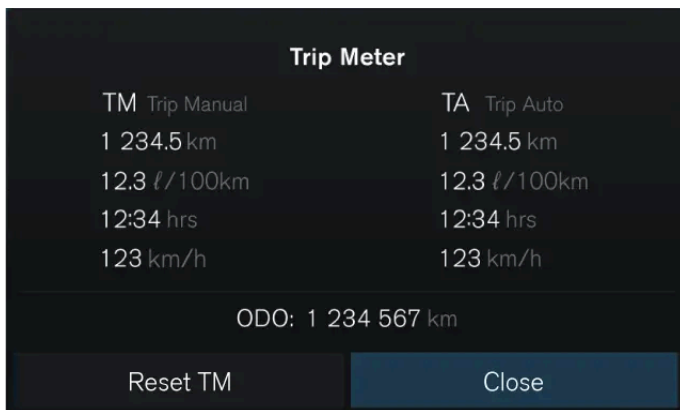 Trip Meter
TM Trip Manual
1 234.5 km
12.3 ℓ/100km
12:34 hrs
123 km/h
TA Trip Auto
1 234.5 km
12.3 ℓ/100km
12:34 hrs
123 km/h
ODO: 1 234 567 km
Reset TM
Close